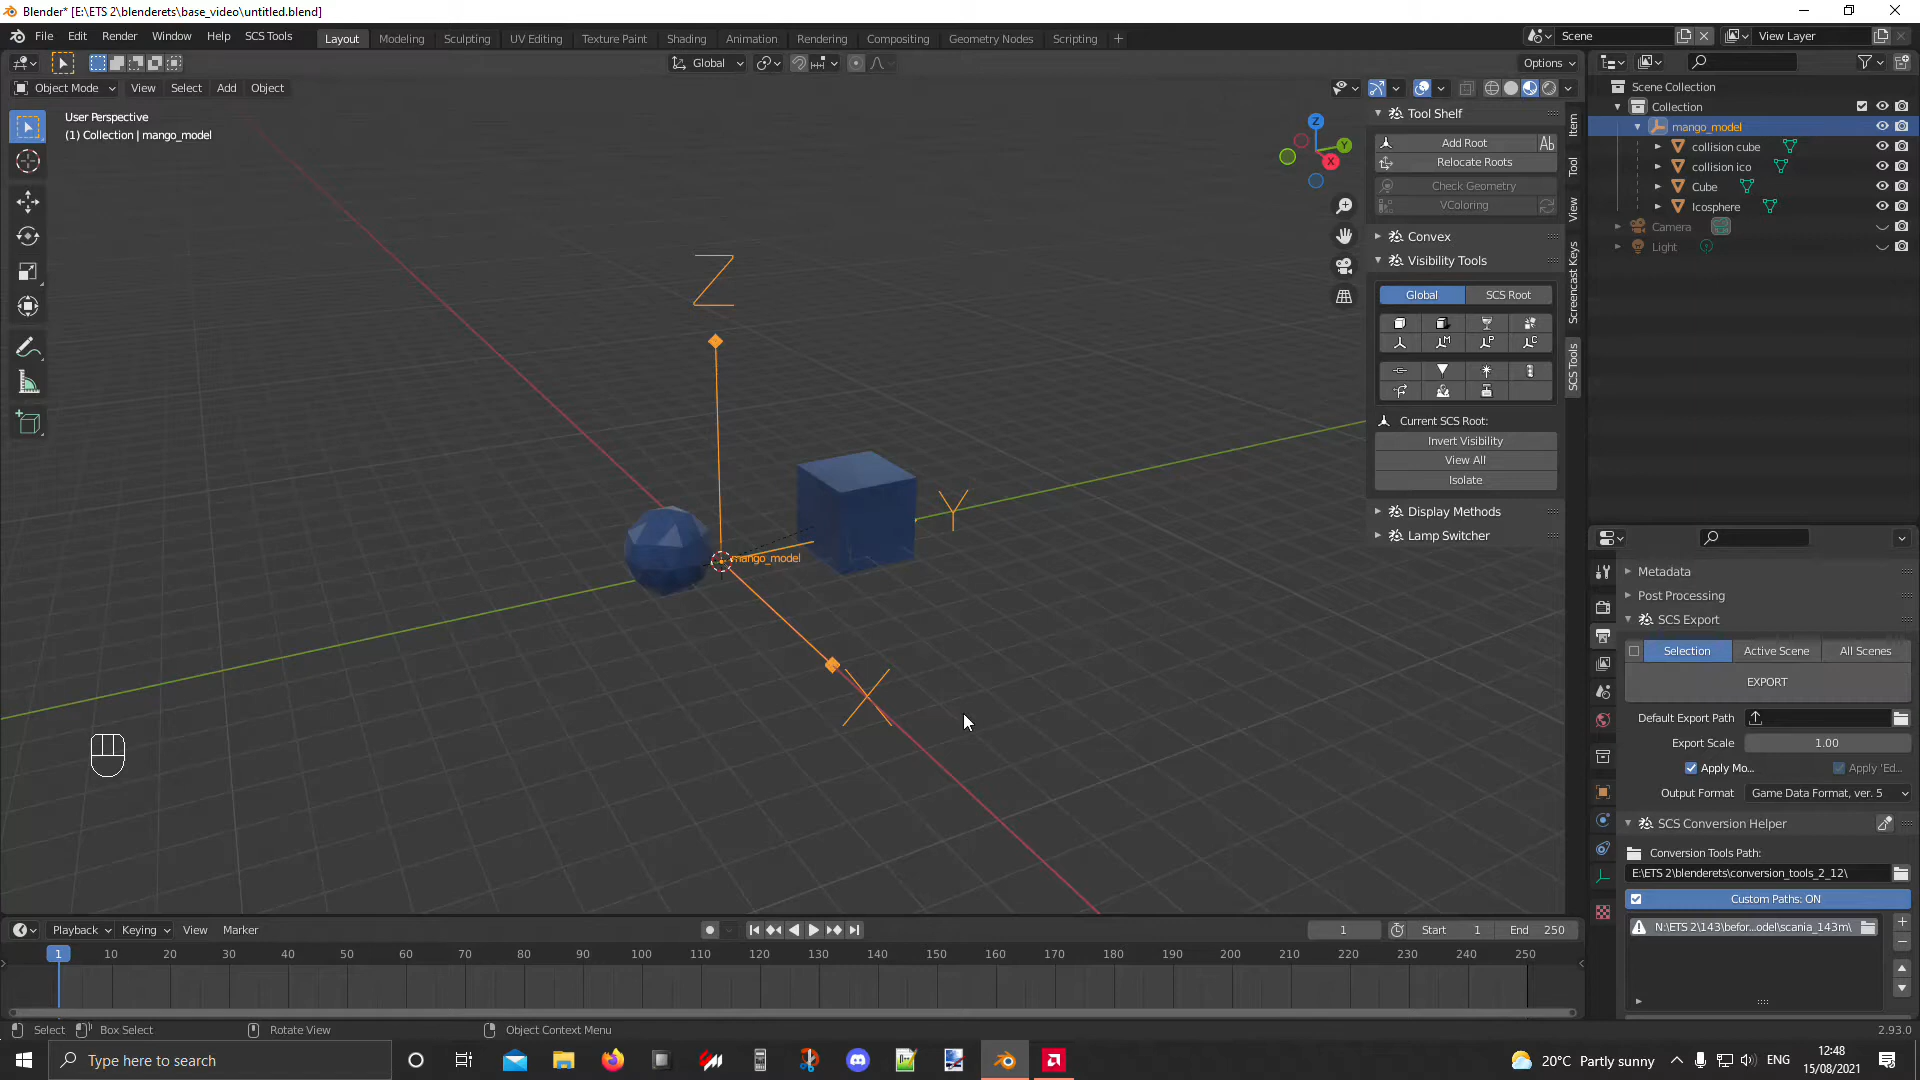 Blender* [E:\ETS 2\blenderets\base_video\untitled.blend]
File Edit Render Window Help SCS Tools
Layout Modeling Sculpting UV Editing Texture Paint Shading Animation Rendering Compositing Geometry Nodes Scripting +
Scene
View Layer
Global
Options
Object Mode View Select Add Object
User Perspective
(1) Collection | mango_model
Z
mango_model
Y
X
Z
Y
X
Tool Shelf
Add Root
Ab
Relocate Roots
Check Geometry
VColoring
Convex
Visibility Tools
Global SCS Root
M P C
Current SCS Root:
Invert Visibility
View All
Isolate
Display Methods
Lamp Switcher
Item
Tool
View
Screencast Keys
SCS Tools
Scene Collection
Collection
mango_model
collision cube
collision ico
Cube
Icosphere
Camera
Light
Metadata
Post Processing
SCS Export
Selection Active Scene All Scenes
EXPORT
Default Export Path
Export Scale 1.00
Apply Mo... Apply 'Ed...
Output Format Game Data Format, ver. 5
SCS Conversion Helper
Conversion Tools Path:
E:\ETS 2\blenderets\conversion_tools_2_12\
Custom Paths: ON
N:\ETS 2\143\befor...odel\scania_143m\
Playback Keying View Marker
1 Start 1 End 250
1 10 20 30 40 50 60 70 80 90 100 110 120 130 140 150 160 170 180 190 200 210 220 230 240 250
Select Box Select Rotate View Object Context Menu
2.93.0
Type here to search
20°C Partly sunny
ENG
12:48
15/08/2021